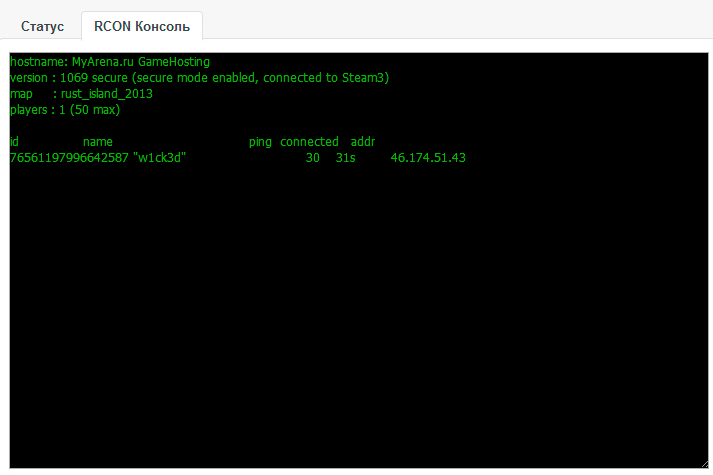 Статус RCON Консоль
hostname: MyArena.ru GameHosting
version : 1069 secure (secure mode enabled, connected to Steam3)
map : rust_island_2013
players : 1 (50 max)
id name ping connected addr
76561197996642587 "w1ck3d" 30 31s 46.174.51.43